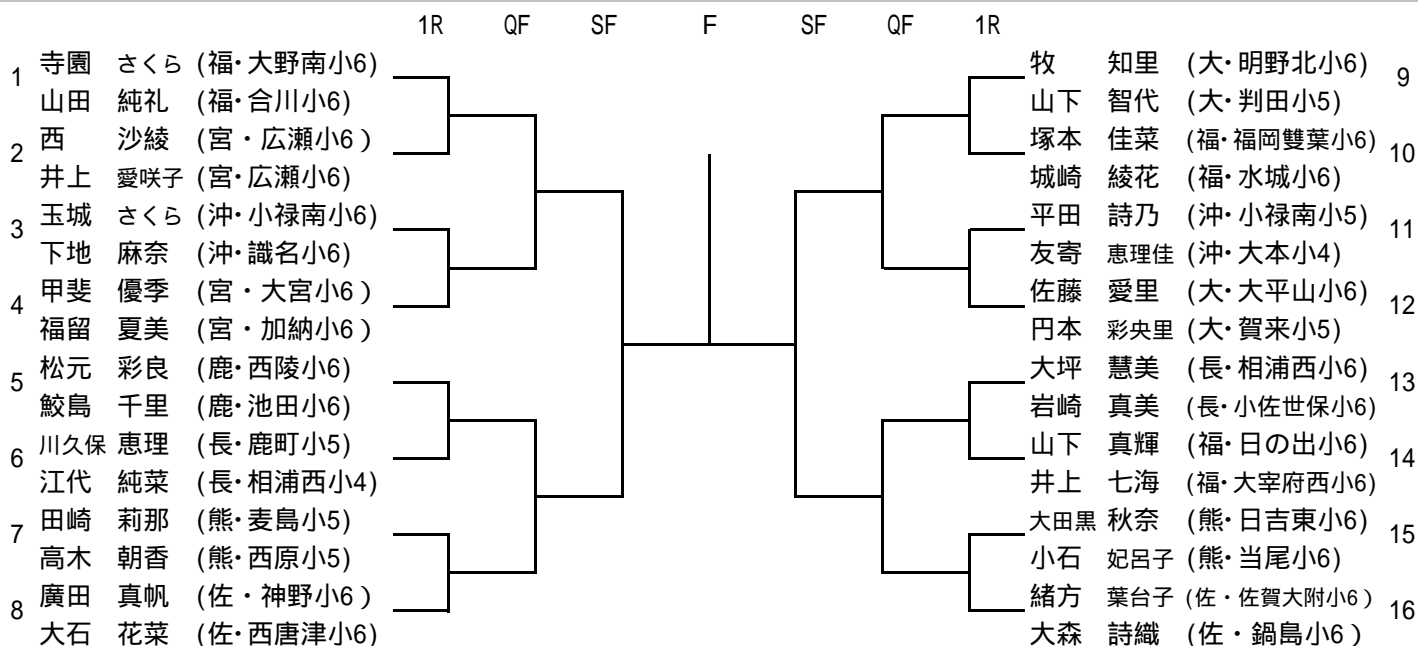 1R QF SF F SF QF 1R
1 寺園 さくら (福・大野南小6)
山田 純礼 (福・合川小6)
2 西 沙綾 (宮・広瀬小6)
井上 愛咲子 (宮・広瀬小6)
3 玉城 さくら (沖・小禄南小6)
下地 麻奈 (沖・識名小6)
4 甲斐 優季 (宮・大宮小6)
福留 夏美 (宮・加納小6)
5 松元 彩良 (鹿・西陵小6)
鮫島 千里 (鹿・池田小6)
6 川久保 恵理 (長・鹿町小5)
江代 純菜 (長・相浦西小4)
7 田崎 莉那 (熊・麦島小5)
高木 朝香 (熊・西原小5)
8 廣田 真帆 (佐・神野小6)
大石 花菜 (佐・西唐津小6)
牧 知里 (大・明野北小6) 9
山下 智代 (大・判田小5)
塚本 佳菜 (福・福岡雙葉小6) 10
城崎 綾花 (福・水城小6)
平田 詩乃 (沖・小禄南小5) 11
友寄 恵理佳 (沖・大本小4)
佐藤 愛里 (大・大平山小6) 12
円本 彩央里 (大・賀来小5)
大坪 慧美 (長・相浦西小6) 13
岩崎 真美 (長・小佐世保小6)
山下 真輝 (福・日の出小6) 14
井上 七海 (福・大宰府西小6)
大田黒 秋奈 (熊・日吉東小6) 15
小石 妃呂子 (熊・当尾小6)
緒方 葉台子 (佐・佐賀大附小6) 16
大森 詩織 (佐・鍋島小6)